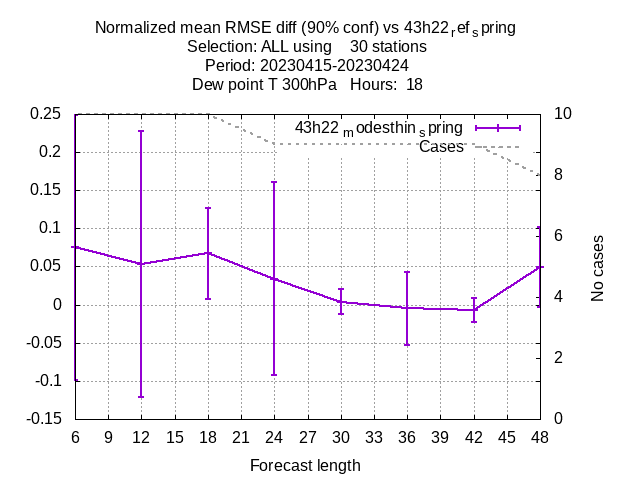 Normalized mean RMSE diff (90% conf) vs 43h22refspring
Selection: ALL using 30 stations
Period: 20230415-20230424
Dew point T 300hPa Hours: 18
43h22modesthinspring
Cases
0.25
0.2
0.15
0.1
0.05
0
-0.05
-0.1
-0.15
10
8
6
4
2
0
No cases
6 9 12 15 18 21 24 27 30 33 36 39 42 45 48
Forecast length